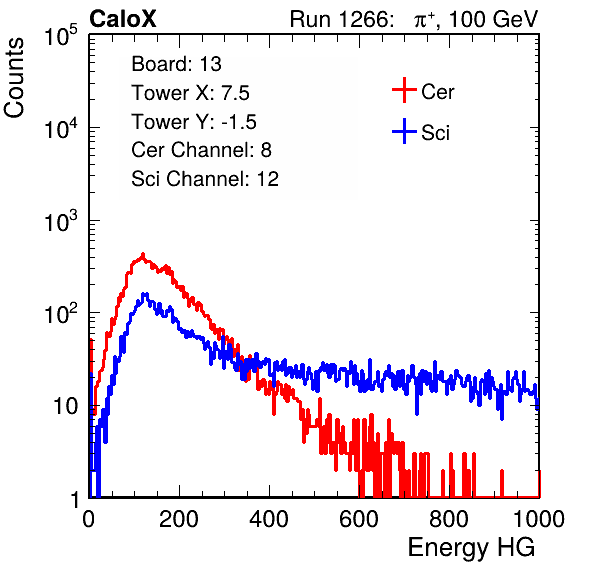 CaloX Run 1266: π⁺, 100 GeV
Counts
10⁵
10⁴
10³
10²
10
1
Board: 13
Tower X: 7.5
Tower Y: -1.5
Cer Channel: 8
Sci Channel: 12
Cer
Sci
0 200 400 600 800 1000
Energy HG